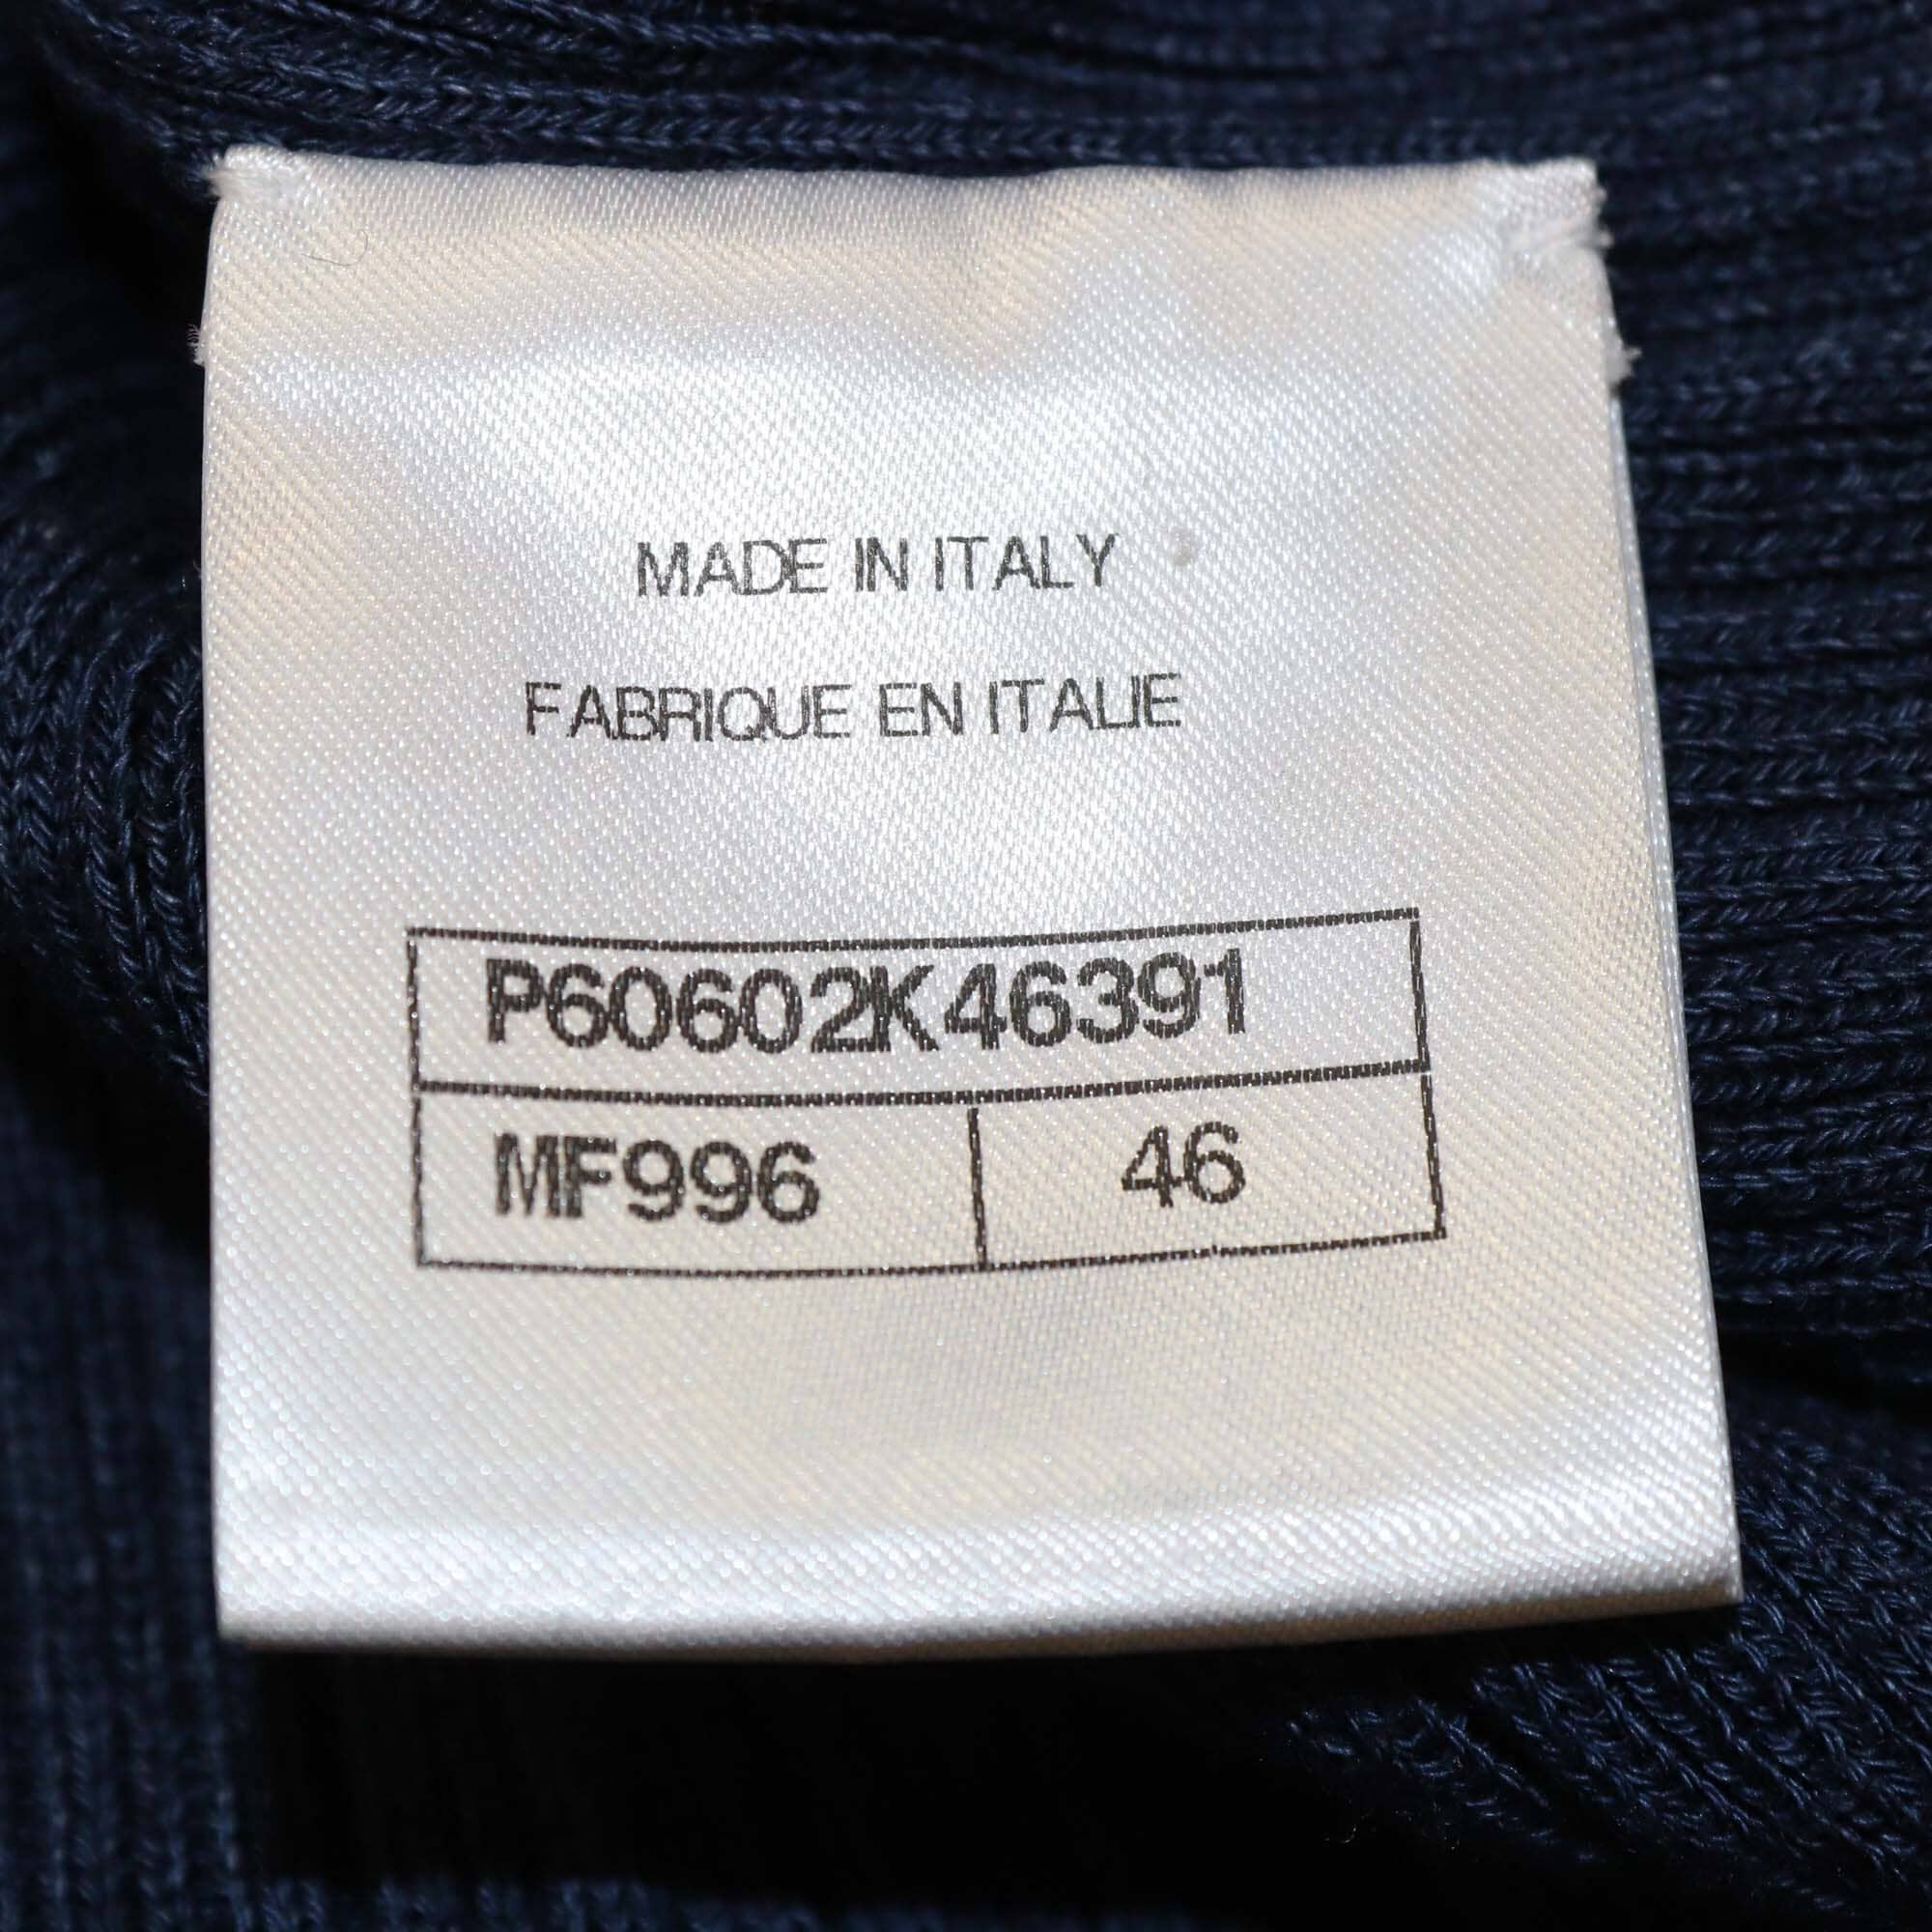 MADE IN ITALY
FABRIQUE EN ITALIE
P60602K46391
MF996 46